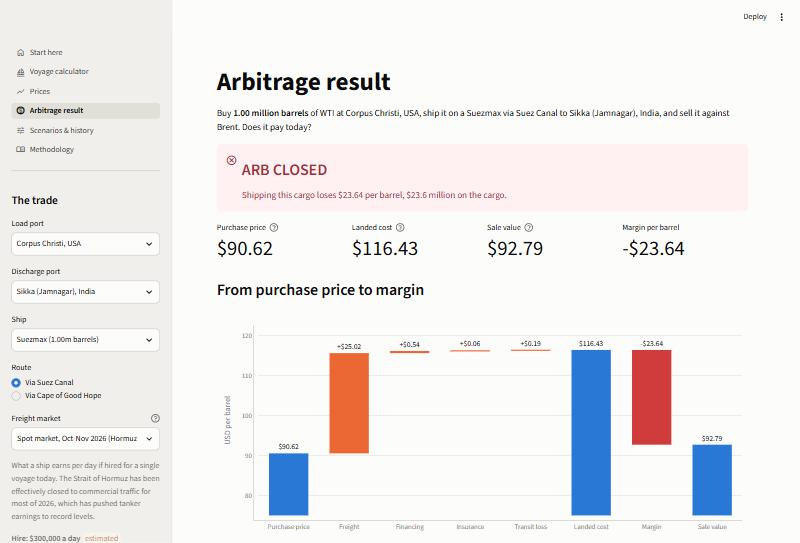 Deploy
Start here
Voyage calculator
Prices
Arbitrage result
Scenarios & history
Methodology
The trade
Load port
Corpus Christi, USA
Discharge port
Sikka (Jamnagar), India
Ship
Suezmax (1.00m barrels)
Route
Via Suez Canal
Via Cape of Good Hope
Freight market
Spot market, Oct-Nov 2026 (Hormuz
What a ship earns per day if hired for a single
voyage today. The Strait of Hormuz has been
effectively closed to commercial traffic for
most of 2026, which has pushed tanker
earnings to record levels.
Hire: $300,000 a day estimated
Arbitrage result
Buy 1.00 million barrels of WTI at Corpus Christi, USA, ship it on a Suezmax via Suez Canal to Sikka (Jamnagar), India, and sell it against
Brent. Does it pay today?
ARB CLOSED
Shipping this cargo loses $23.64 per barrel, $23.6 million on the cargo.
Purchase price
$90.62
Landed cost
$116.43
Sale value
$92.79
Margin per barrel
-$23.64
From purchase price to margin
USD per barrel
120
110
100
90
80
$90.62
+$25.02
+$0.54
+$0.06
+$0.19
$116.43
-$23.64
$92.79
Purchase price
Freight
Financing
Insurance
Transit loss
Landed cost
Margin
Sale value